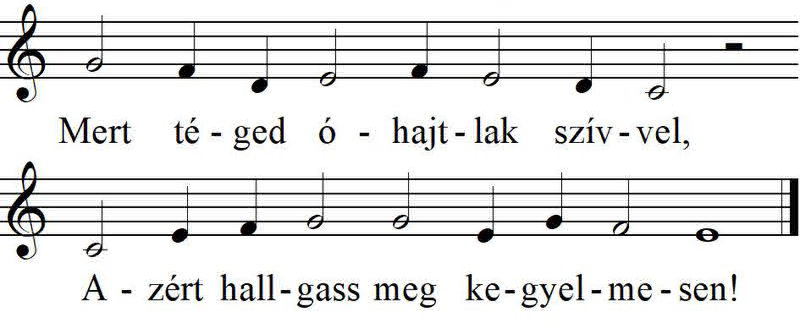 Mert té - ged ó - hajt - lak szív - vel,
A - zért hall - gass meg ke - gyel - me - sen!